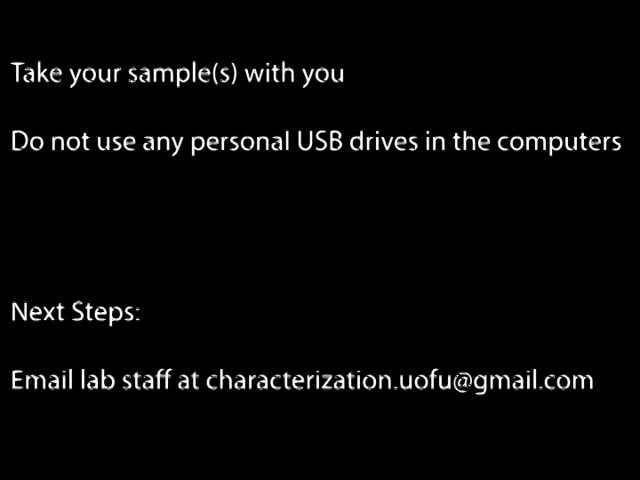 Take your sample(s) with you
Do not use any personal USB drives in the computers
Next Steps:
Email lab staff at characterization.uofu@gmail.com